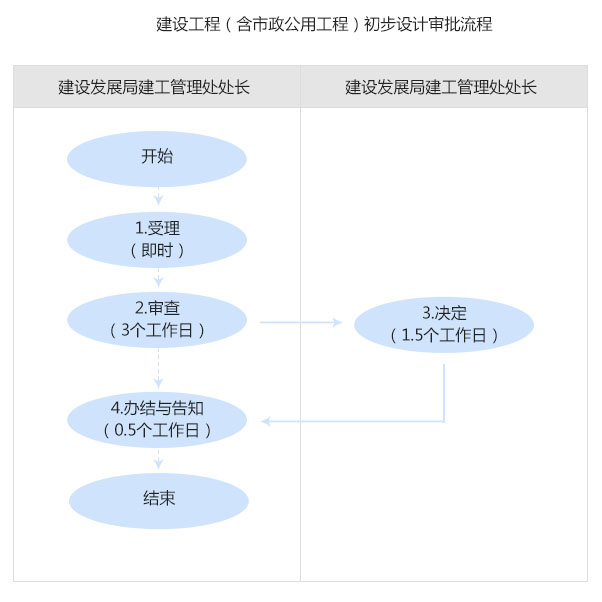 建设工程（含市政公用工程）初步设计审批流程
建设发展局建工管理处处长
建设发展局建工管理处处长
开始
1.受理
（即时）
2.审查
（3个工作日）
3.决定
（1.5个工作日）
4.办结与告知
（0.5个工作日）
结束